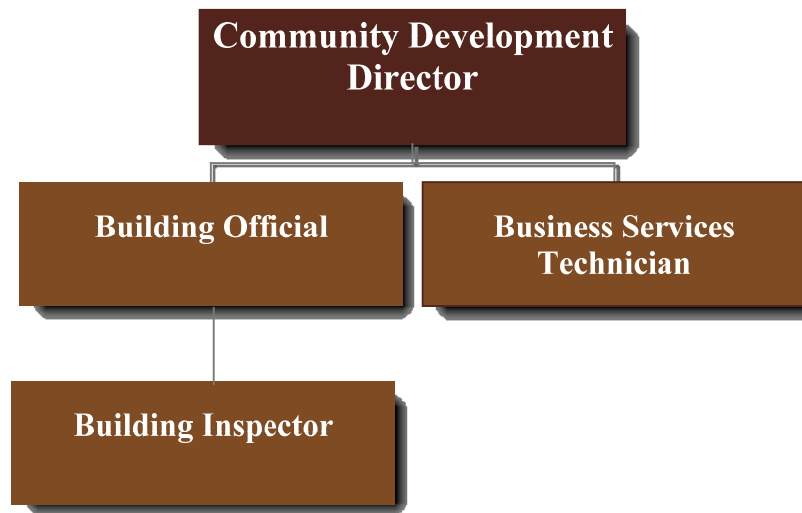 Community Development
Director
Building Official
Business Services
Technician
Building Inspector